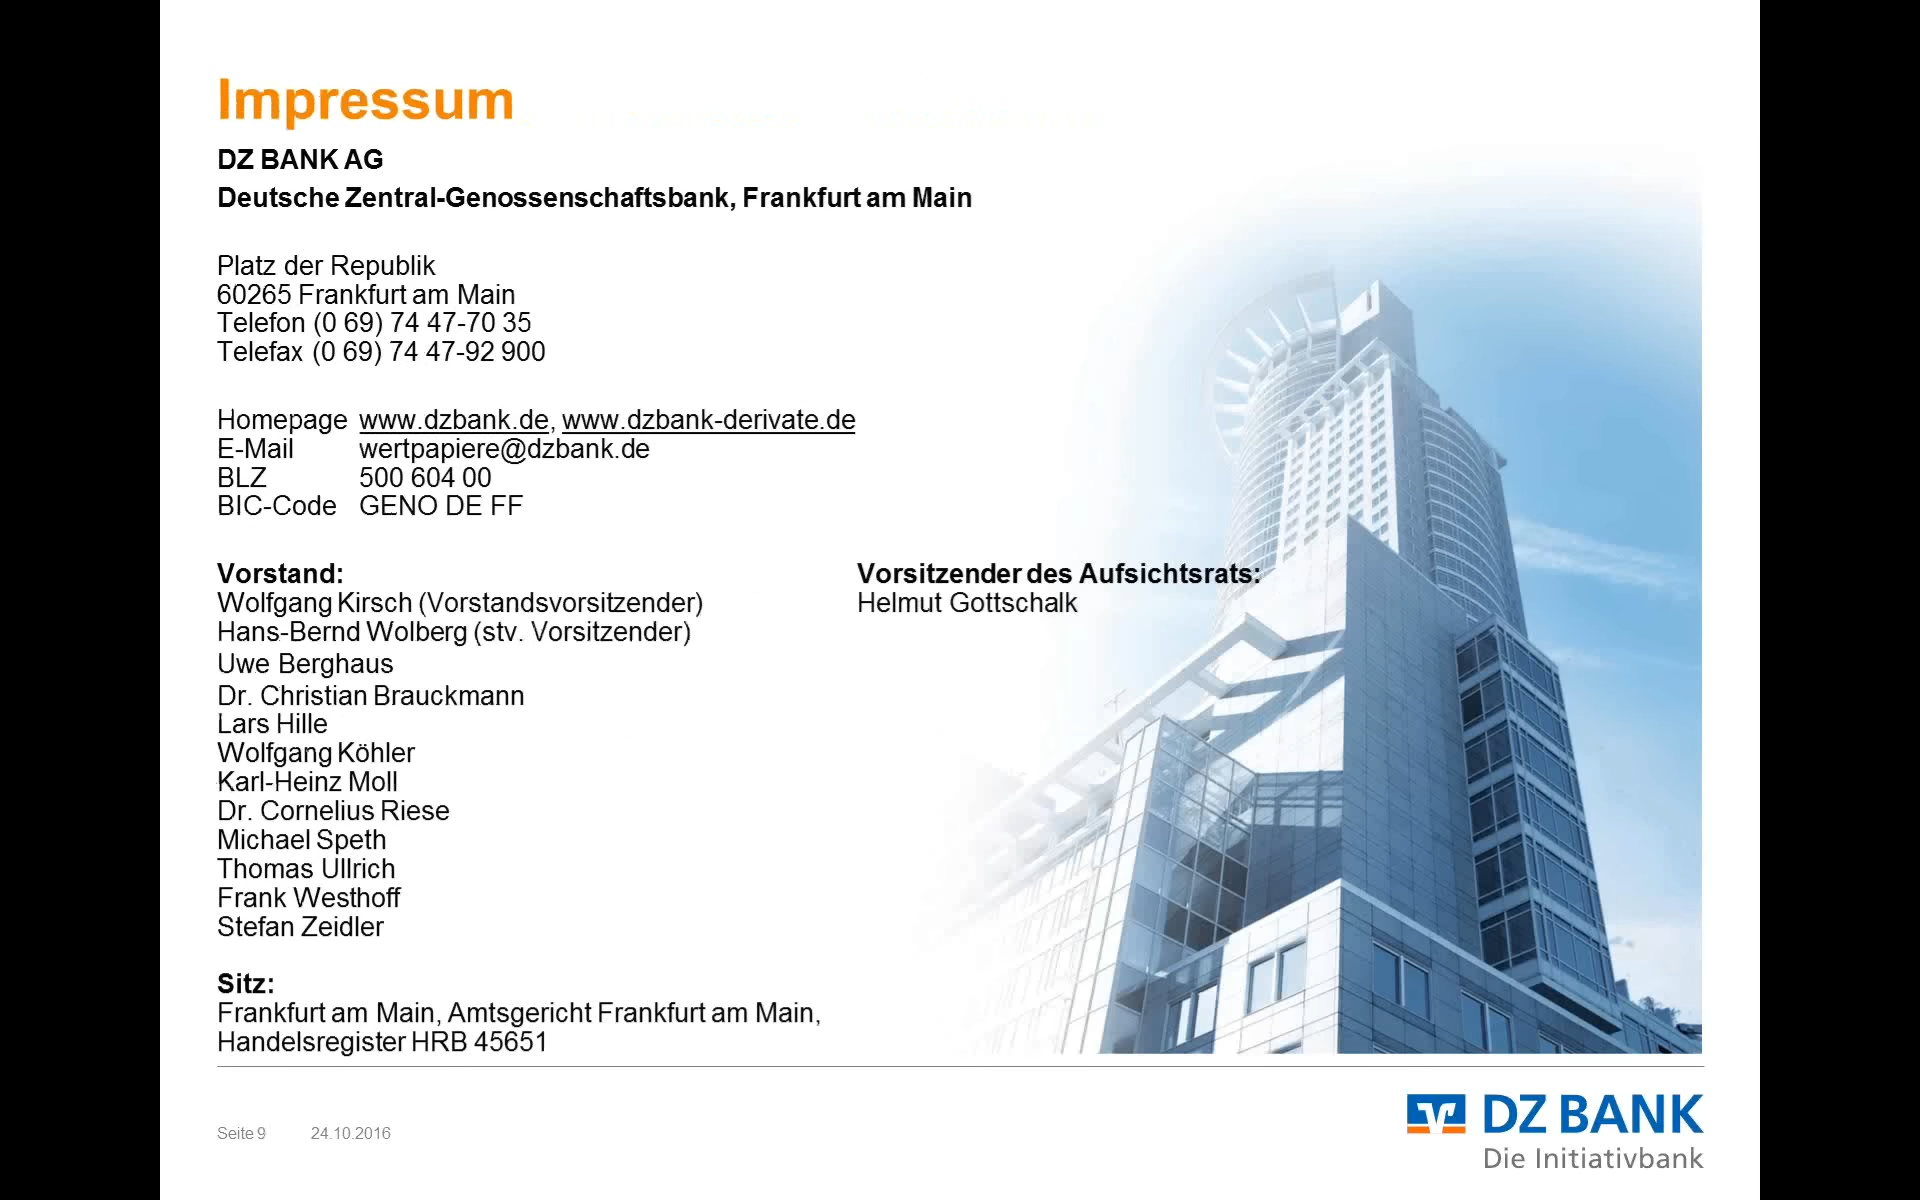 Impressum
DZ BANK AG
Deutsche Zentral-Genossenschaftsbank, Frankfurt am Main
Platz der Republik
60265 Frankfurt am Main
Telefon (0 69) 74 47-70 35
Telefax (0 69) 74 47-92 900
Homepage www.dzbank.de, www.dzbank-derivate.de
E-Mail wertpapiere@dzbank.de
BLZ 500 604 00
BIC-Code GENO DE FF
Vorstand:
Wolfgang Kirsch (Vorstandsvorsitzender)
Hans-Bernd Wolberg (stv. Vorsitzender)
Uwe Berghaus
Dr. Christian Brauckmann
Lars Hille
Wolfgang Köhler
Karl-Heinz Moll
Dr. Cornelius Riese
Michael Speth
Thomas Ullrich
Frank Westhoff
Stefan Zeidler
Vorsitzender des Aufsichtsrats:
Helmut Gottschalk
Sitz:
Frankfurt am Main, Amtsgericht Frankfurt am Main,
Handelsregister HRB 45651
Seite 9 24.10.2016
DZ BANK
Die Initiativbank